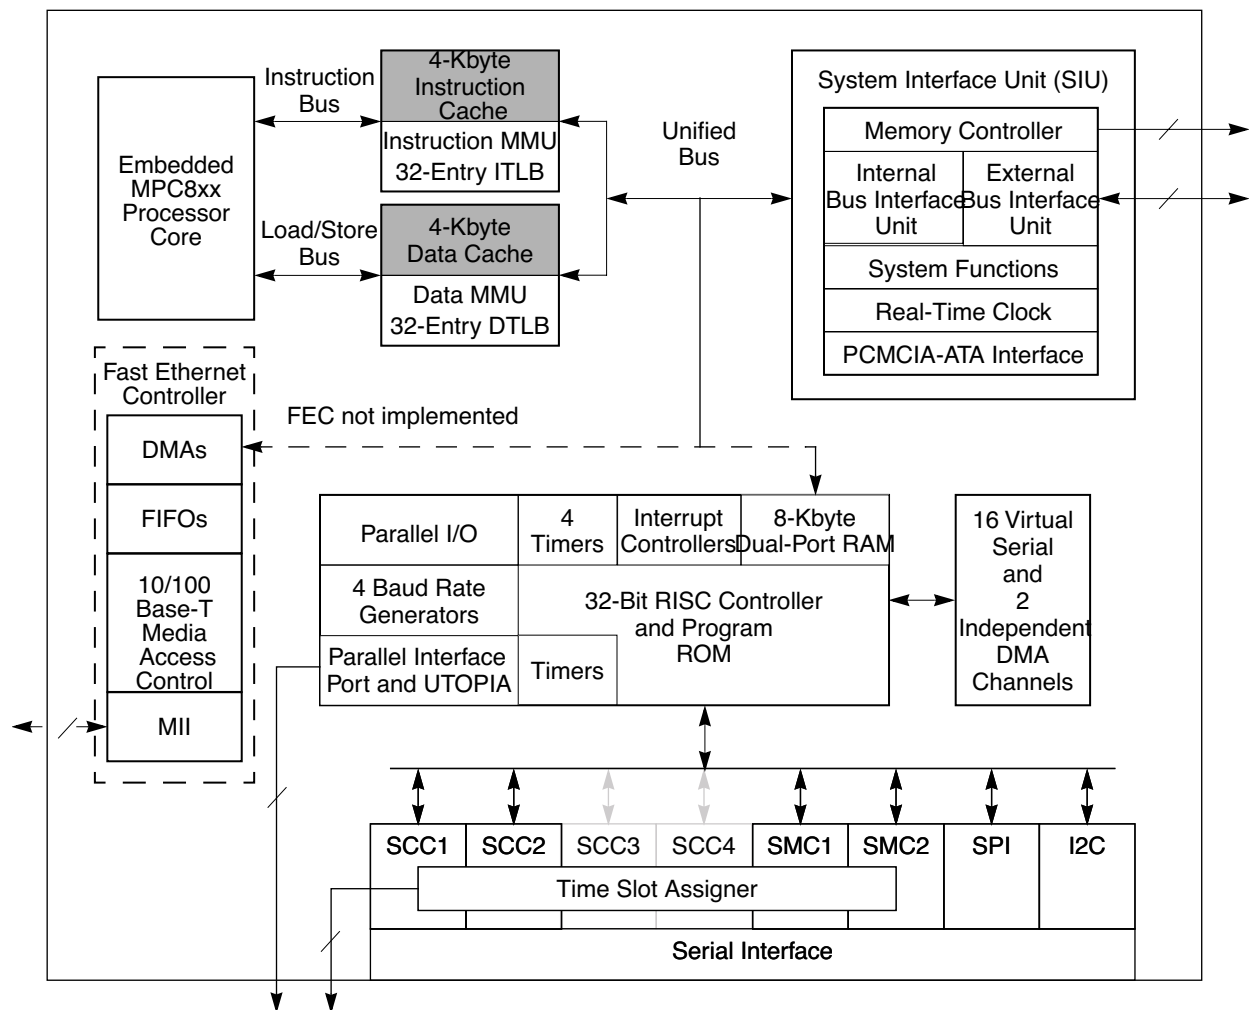 Embedded
MPC8xx
Processor
Core
Instruction
Bus
Load/Store
Bus
4-Kbyte
Instruction
Cache
Instruction MMU
32-Entry ITLB
4-Kbyte
Data Cache
Data MMU
32-Entry DTLB
Unified
Bus
System Interface Unit (SIU)
Memory Controller
Internal
Bus Interface
Unit
External
Bus Interface
Unit
System Functions
Real-Time Clock
PCMCIA-ATA Interface
Fast Ethernet
Controller
DMAs
FIFOs
10/100
Base-T
Media
Access
Control
MII
FEC not implemented
Parallel I/O
4
Timers
Interrupt
Controllers
8-Kbyte
Dual-Port RAM
4 Baud Rate
Generators
32-Bit RISC Controller
and Program
ROM
Parallel Interface
Port and UTOPIA
Timers
16 Virtual
Serial
and
2
Independent
DMA
Channels
SCC1
SCC2
SCC3
SCC4
SMC1
SMC2
SPI
I2C
Time Slot Assigner
Serial Interface